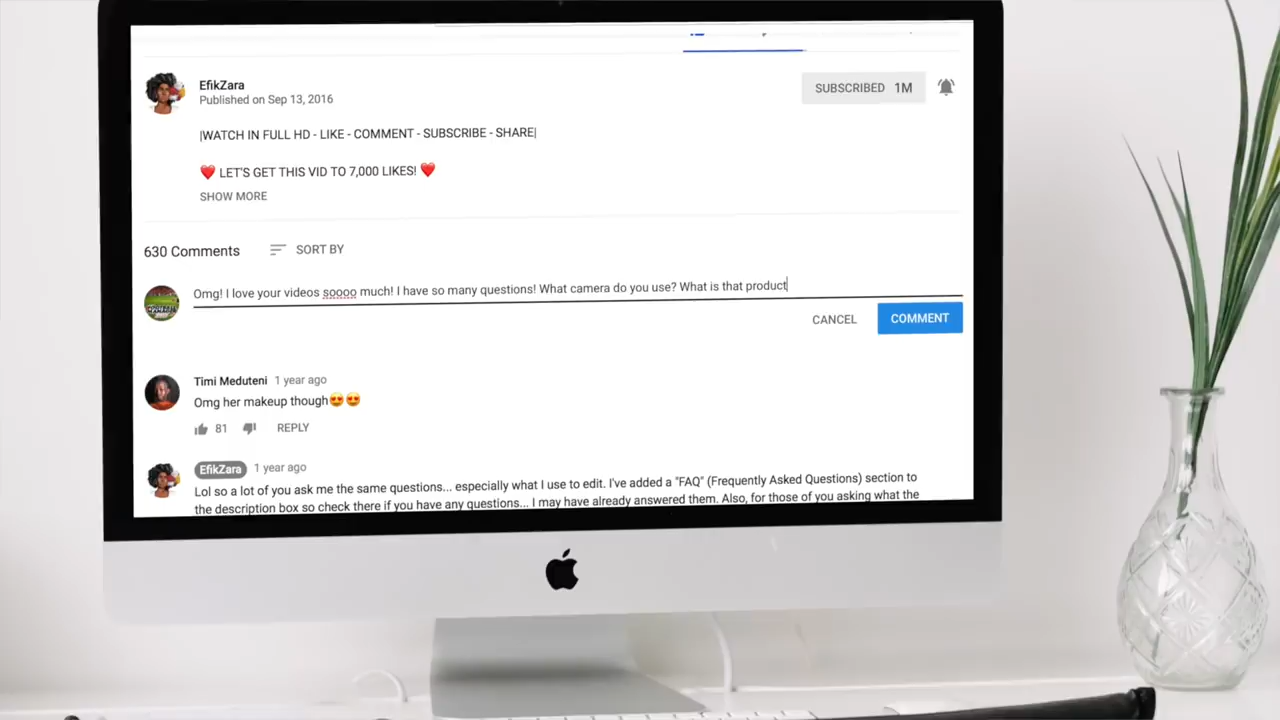 EfikZara
Published on Sep 13, 2016
SUBSCRIBED 1M
|WATCH IN FULL HD - LIKE - COMMENT - SUBSCRIBE - SHARE|
❤️ LET'S GET THIS VID TO 7,000 LIKES! ❤️
SHOW MORE
630 Comments
SORT BY
Omg! I love your videos soooo much! I have so many questions! What camera do you use? What is that product
CANCEL
COMMENT
Timi Meduteni 1 year ago
Omg her makeup though😍😍
81
REPLY
EfikZara 1 year ago
Lol so a lot of you ask me the same questions... especially what I use to edit. I've added a "FAQ" (Frequently Asked Questions) section to
the description box so check there if you have any questions... I may have already answered them. Also, for those of you asking what the